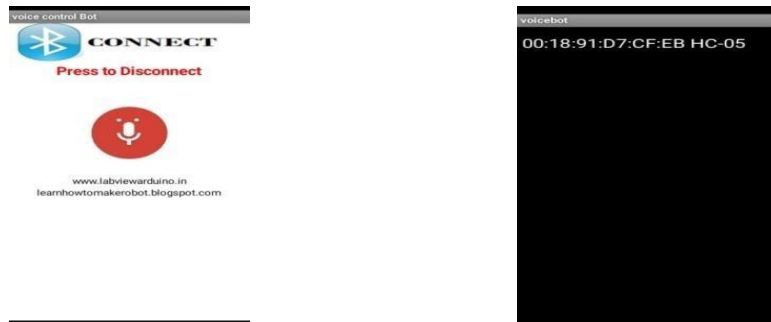 voice control Bot
CONNECT
Press to Disconnect
www.labviewarduino.in
learnhowtomakerobot.blogspot.com
voicebot
00:18:91:D7:CF:EB HC-05